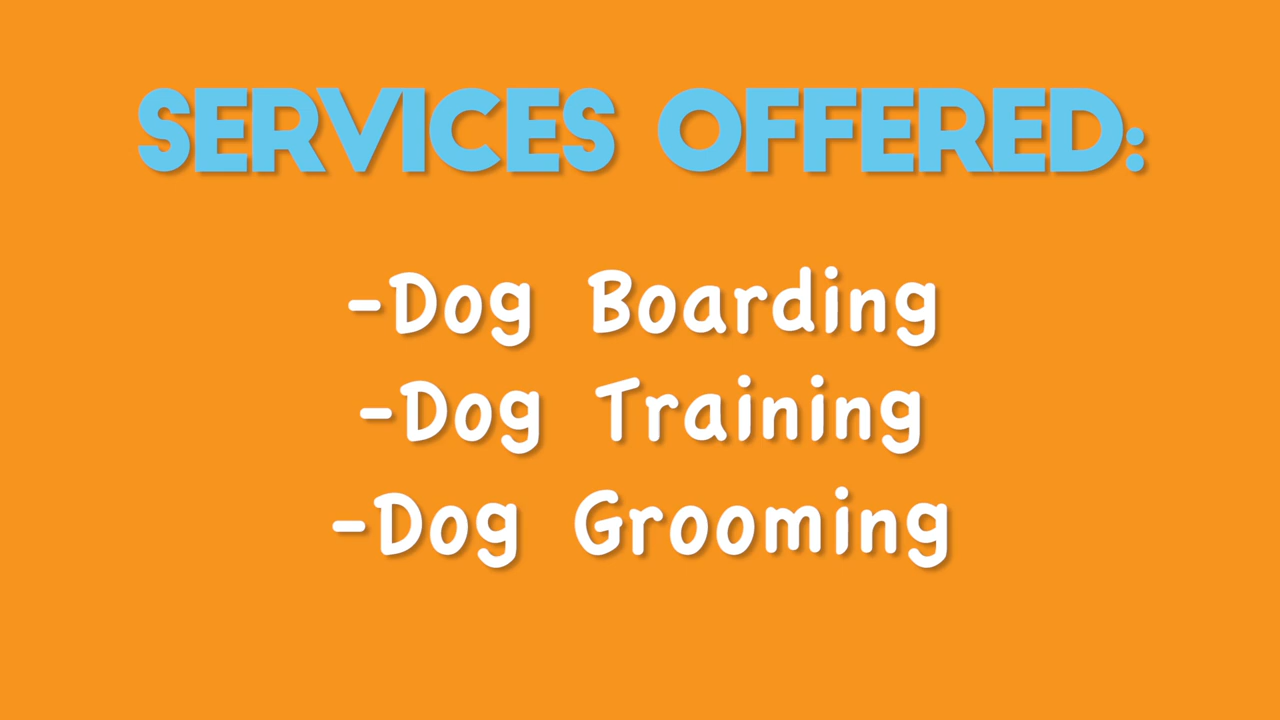 SERVICES OFFERED:
-Dog Boarding
-Dog Training
-Dog Grooming